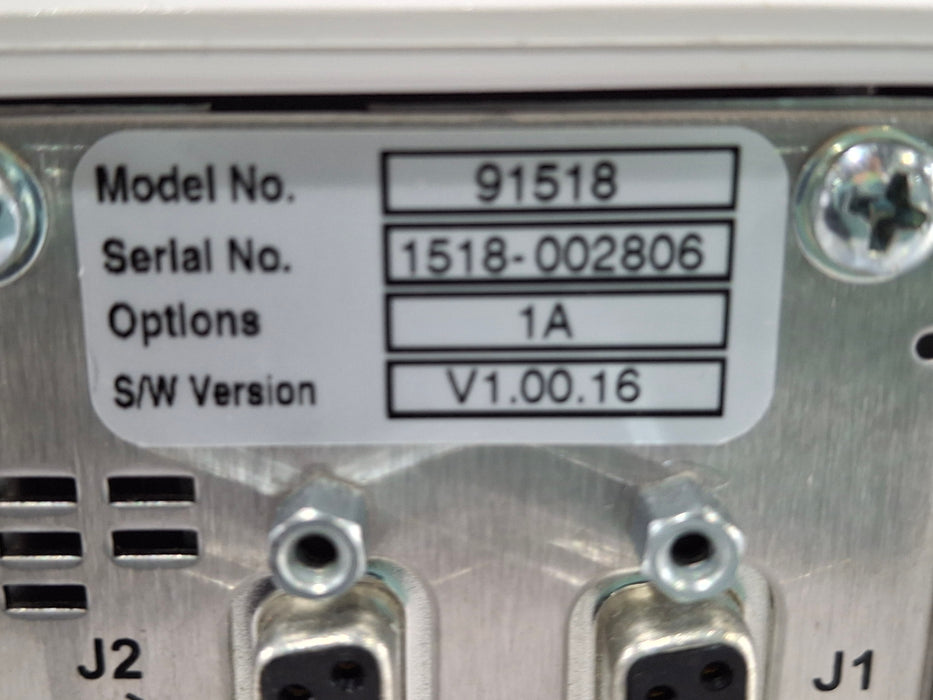 Model No. 91518
Serial No. 1518-002806
Options 1A
S/W Version V1.00.16
J2 J1